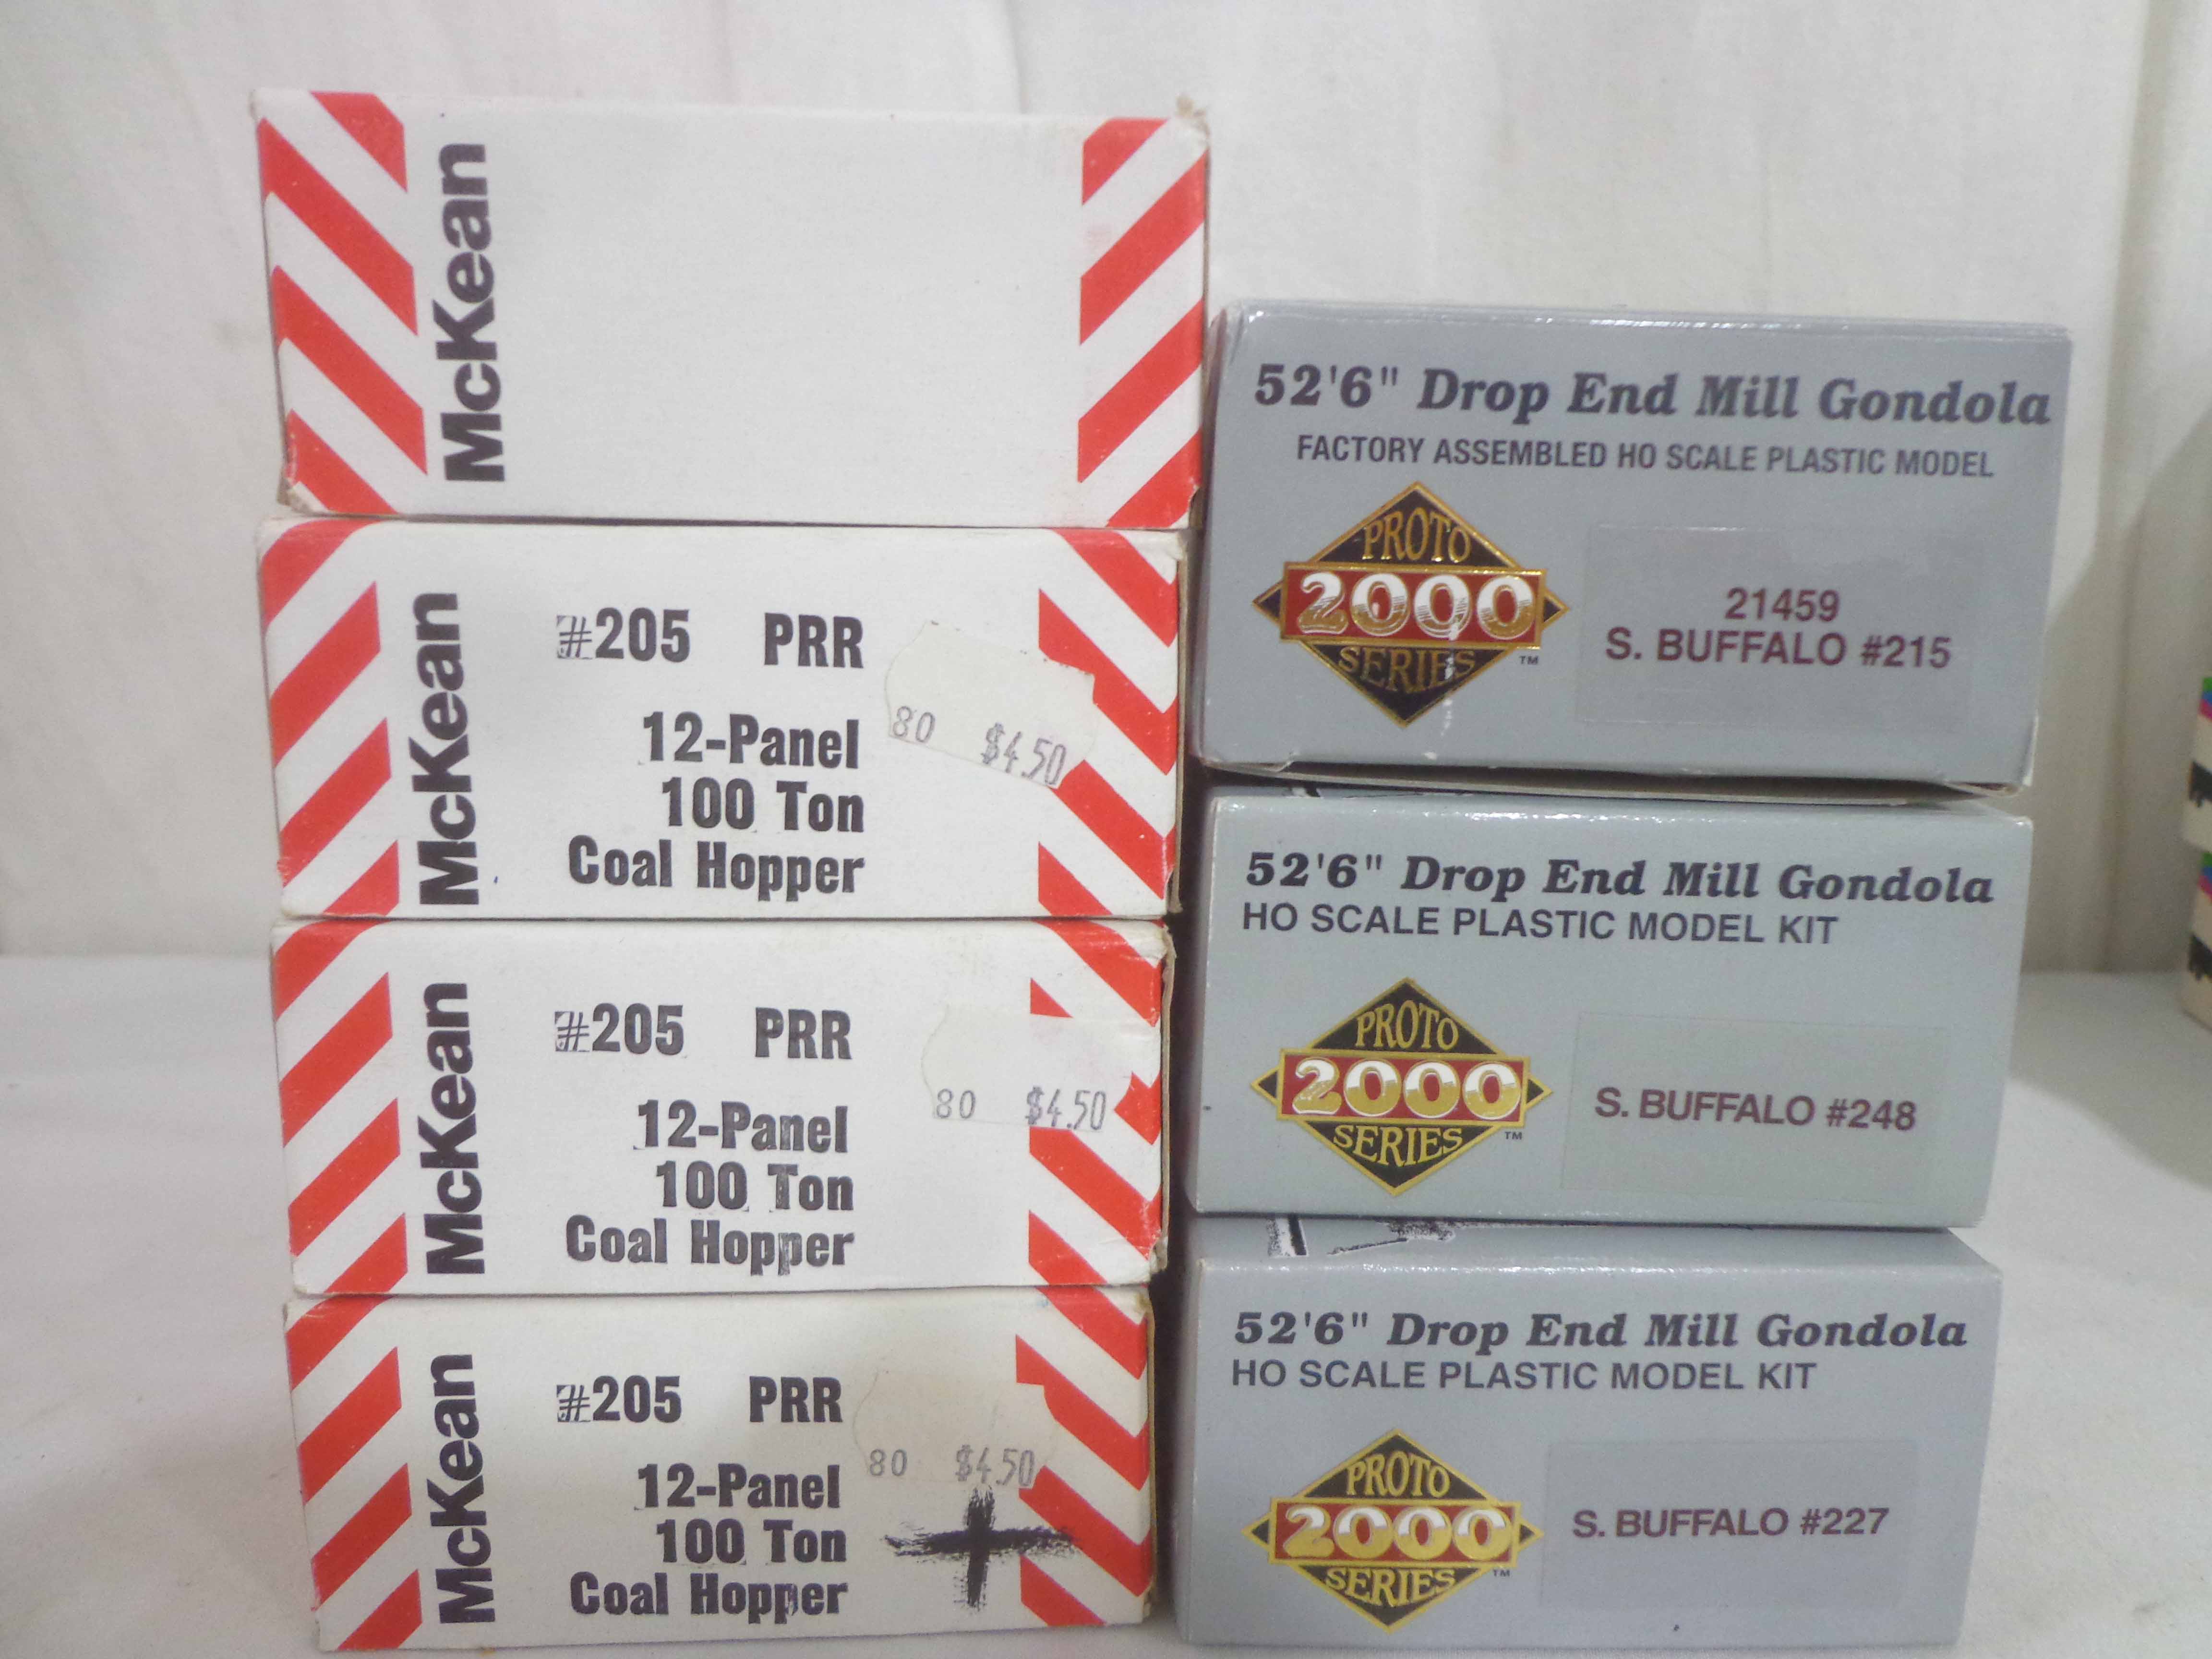 McKean
McKean
#205 PRR
12-Panel
100 Ton
Coal Hopper
80 $4.50
McKean
#205 PRR
12-Panel
100 Ton
Coal Hopper
80 $4.50
McKean
#205 PRR
12-Panel
100 Ton
Coal Hopper
80 $4.50
52'6" Drop End Mill Gondola
FACTORY ASSEMBLED HO SCALE PLASTIC MODEL
PROTO
2000
SERIES™
21459
S. BUFFALO #215
52'6" Drop End Mill Gondola
HO SCALE PLASTIC MODEL KIT
PROTO
2000
SERIES™
S. BUFFALO #248
52'6" Drop End Mill Gondola
HO SCALE PLASTIC MODEL KIT
PROTO
2000
SERIES™
S. BUFFALO #227